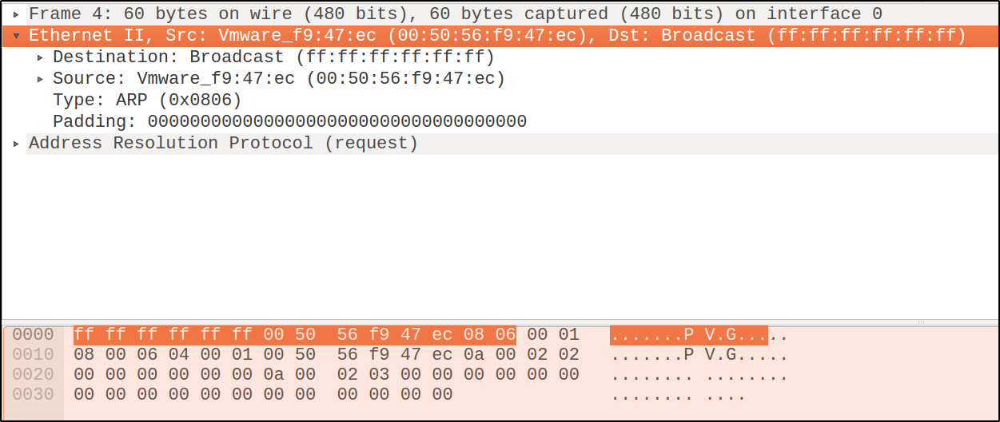 Frame 4: 60 bytes on wire (480 bits), 60 bytes captured (480 bits) on interface 0
Ethernet II, Src: Vmware_f9:47:ec (00:50:56:f9:47:ec), Dst: Broadcast (ff:ff:ff:ff:ff:ff)
Destination: Broadcast (ff:ff:ff:ff:ff:ff)
Source: Vmware_f9:47:ec (00:50:56:f9:47:ec)
Type: ARP (0x0806)
Padding: 000000000000000000000000000000000000
Address Resolution Protocol (request)
0000 ff ff ff ff ff ff 00 50 56 f9 47 ec 08 06 00 01 .......P V.G.....
0010 08 00 06 04 00 01 00 50 56 f9 47 ec 0a 00 02 02 .......P V.G.....
0020 00 00 00 00 00 00 0a 00 02 03 00 00 00 00 00 00 ........ ........
0030 00 00 00 00 00 00 00 00 00 00 00 00 ........ ....